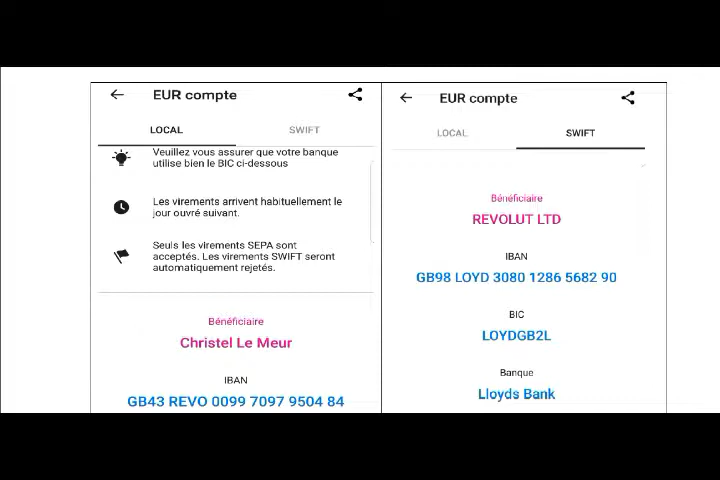 EUR compte
LOCAL SWIFT
Veuillez vous assurer que votre banque
utilise bien le BIC ci-dessous
Les virements arrivent habituellement le
jour ouvré suivant.
Seuls les virements SEPA sont
acceptés. Les virements SWIFT seront
automatiquement rejetés.
Bénéficiaire
Christel Le Meur
IBAN
GB43 REVO 0099 7097 9504 84
EUR compte
LOCAL SWIFT
Bénéficiaire
REVOLUT LTD
IBAN
GB98 LOYD 3080 1286 5682 90
BIC
LOYDGB2L
Banque
Lloyds Bank